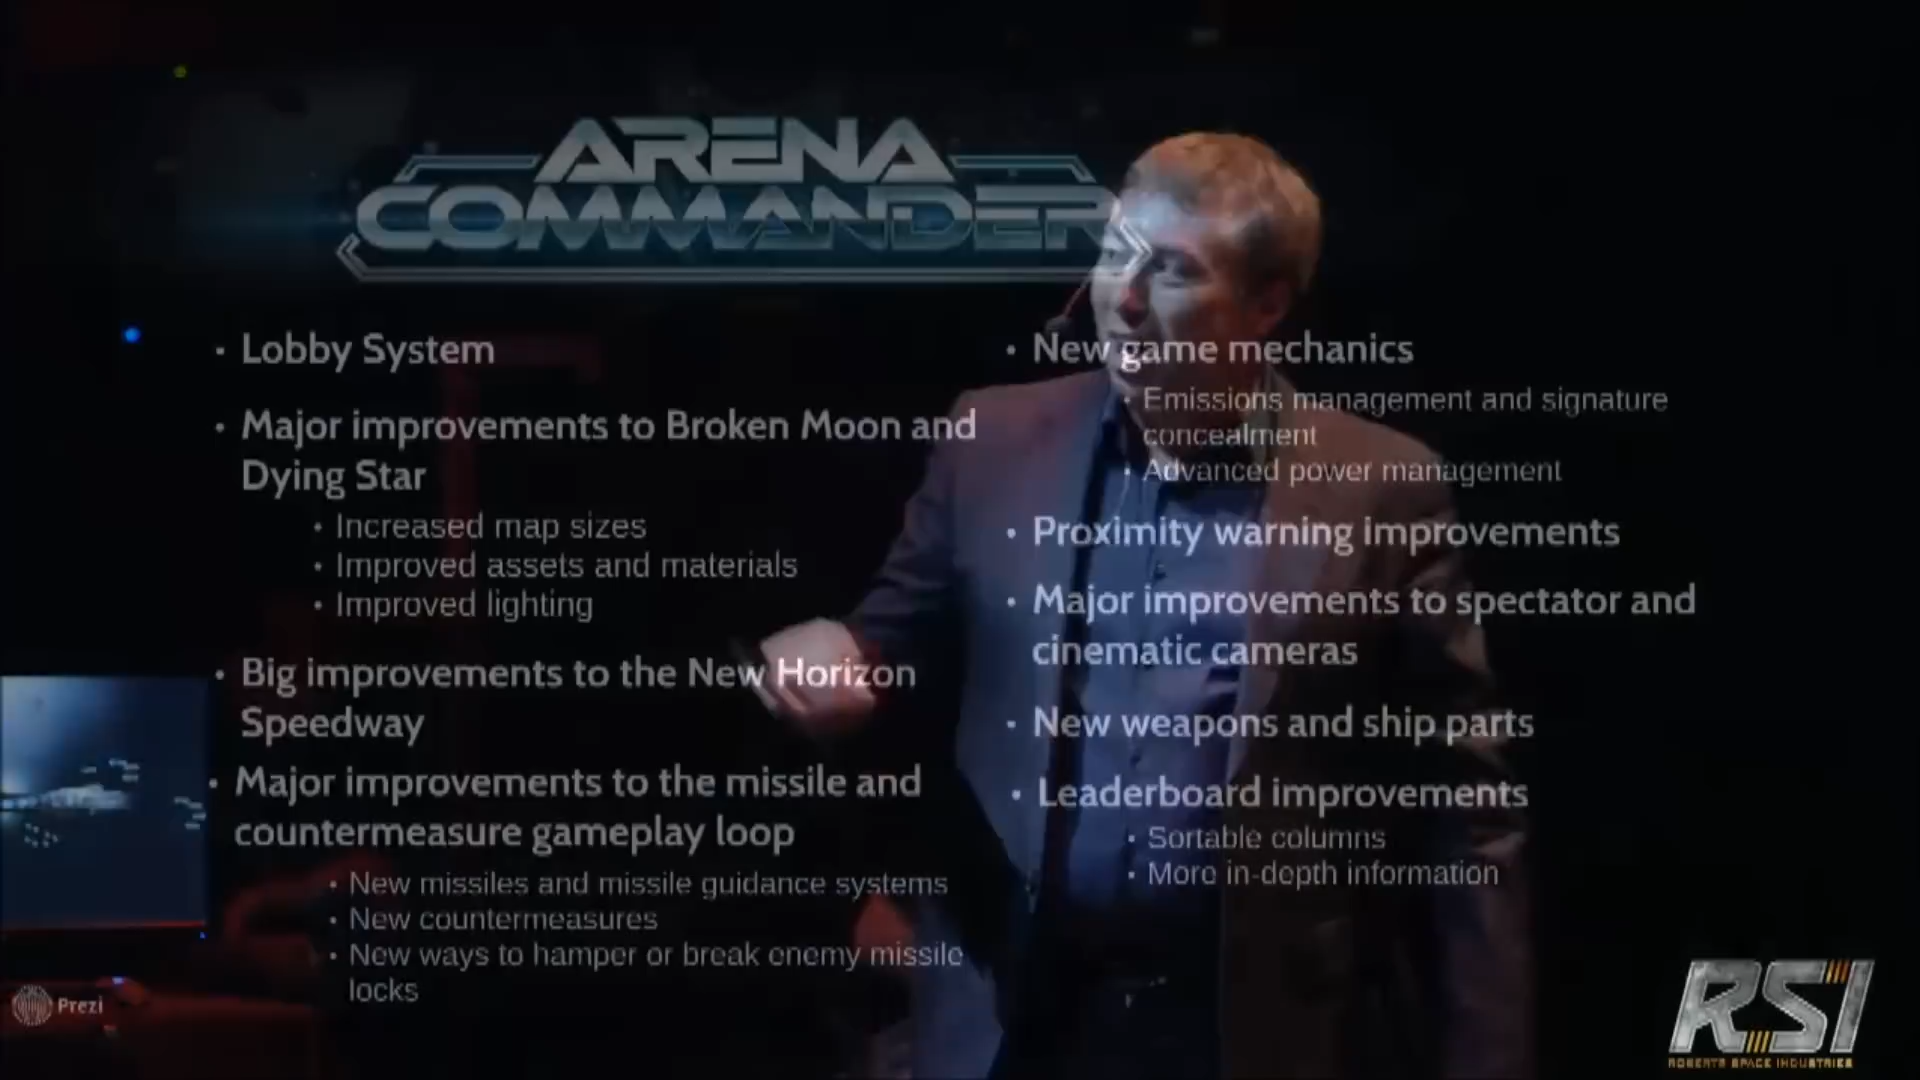 ARENA
COMMANDER
• Lobby System
• Major improvements to Broken Moon and
Dying Star
• Increased map sizes
• Improved assets and materials
• Improved lighting
• Big improvements to the New Horizon
Speedway
• Major improvements to the missile and
countermeasure gameplay loop
• New missiles and missile guidance systems
• New countermeasures
• New ways to hamper or break enemy missile
locks
• New game mechanics
• Emissions management and signature
concealment
• Advanced power management
• Proximity warning improvements
• Major improvements to spectator and
cinematic cameras
• New weapons and ship parts
• Leaderboard improvements
• Sortable columns
• More in-depth information
Prezi
RSI
ROBERTS SPACE INDUSTRIES